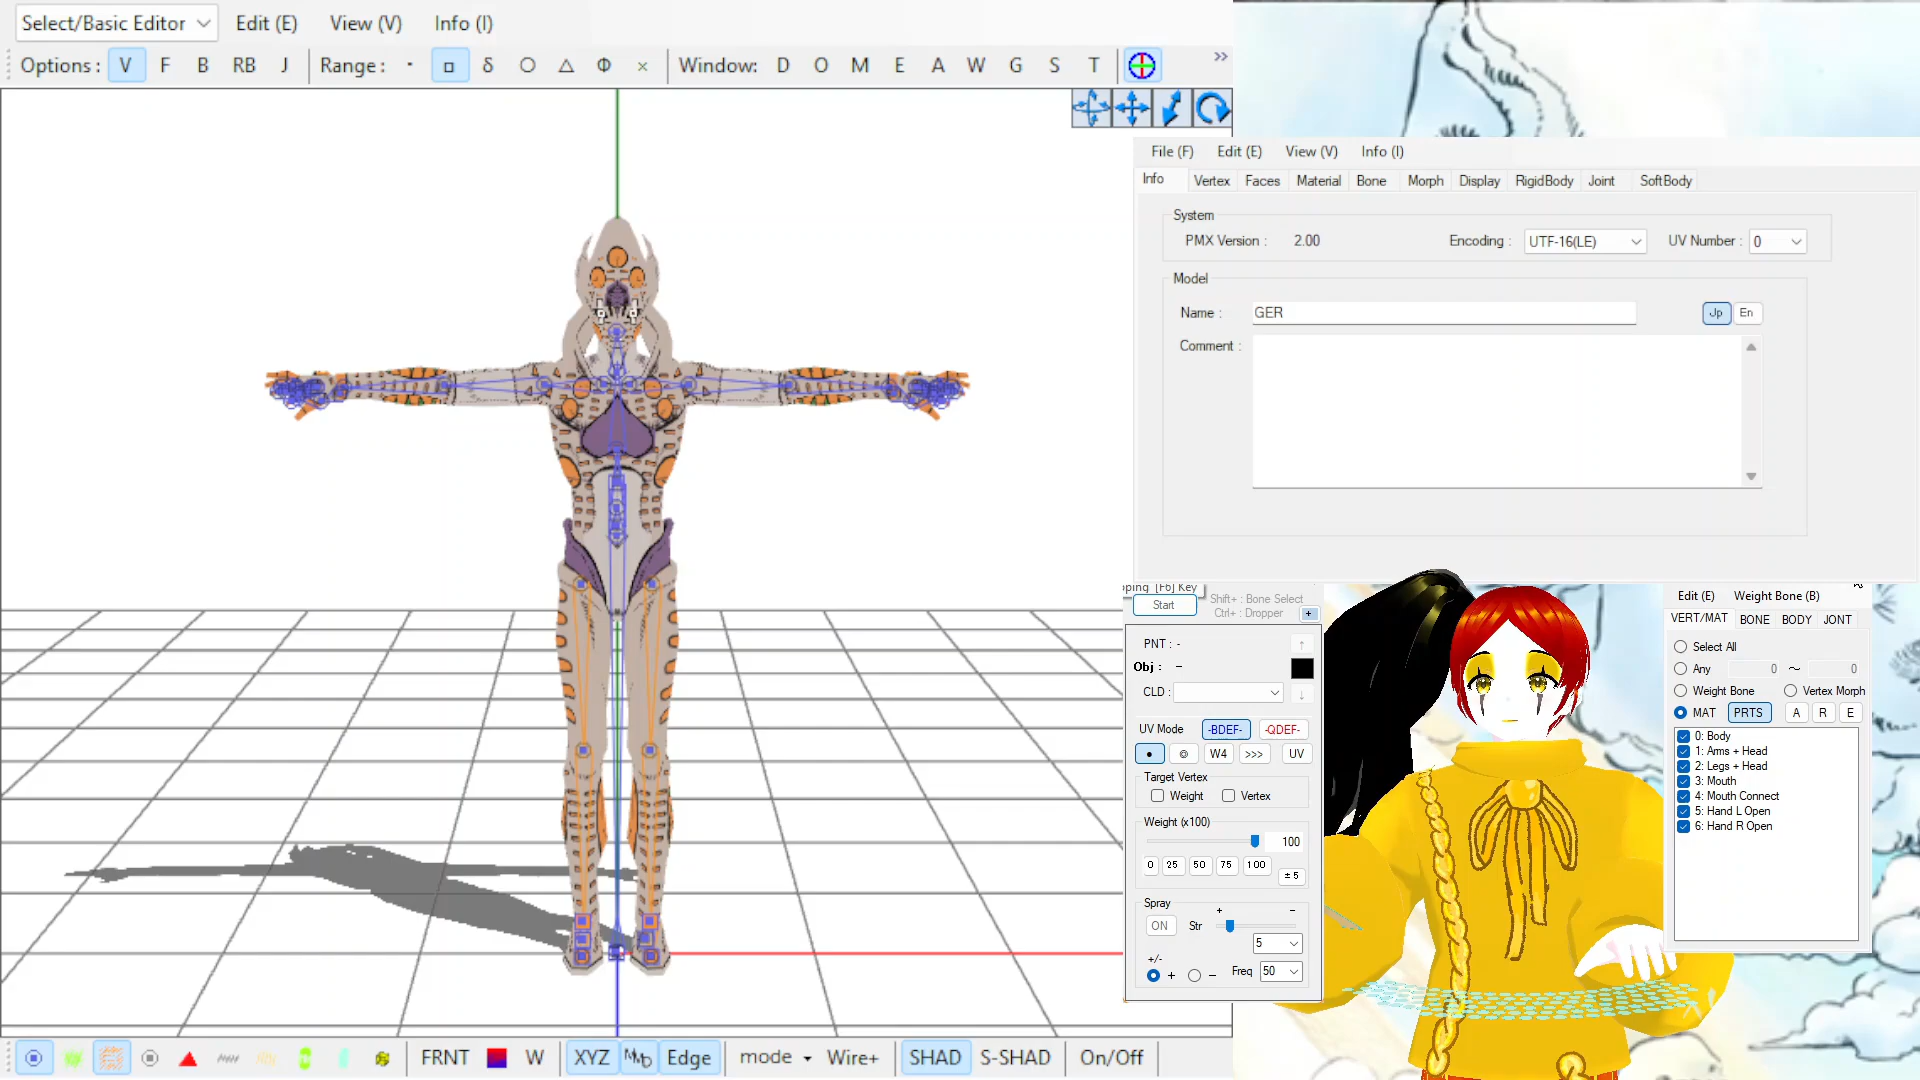 Select/Basic Editor Edit (E) View (V) Info (I)
Options : V F B RB J Range : δ Window: D O M E A W G S T »
File (F) Edit (E) View (V) Info (I)
Info Vertex Faces Material Bone Morph Display RigidBody Joint SoftBody
System
PMX Version : 2.00 Encoding : UTF-16(LE) UV Number : 0
Model
Name : GER Jp En
Comment :
pping [F6] Key
Start
Shift+ : Bone Select
Ctrl+ : Dropper
+
PNT : -
Obj : -
CLD :
UV Mode -BDEF- -QDEF-
W4 >>> UV
Target Vertex
Weight Vertex
Weight (x100)
100
0 25 50 75 100
± 5
Spray
+ -
ON Str
5
+/-
+ - Freq 50
Edit (E) Weight Bone (B)
VERT/MAT BONE BODY JONT
Select All
Any 0 ~ 0
Weight Bone Vertex Morph
MAT PRTS A R E
0: Body
1: Arms + Head
2: Legs + Head
3: Mouth
4: Mouth Connect
5: Hand L Open
6: Hand R Open
FRNT W XYZ MMD Edge mode Wire+ SHAD S-SHAD On/Off